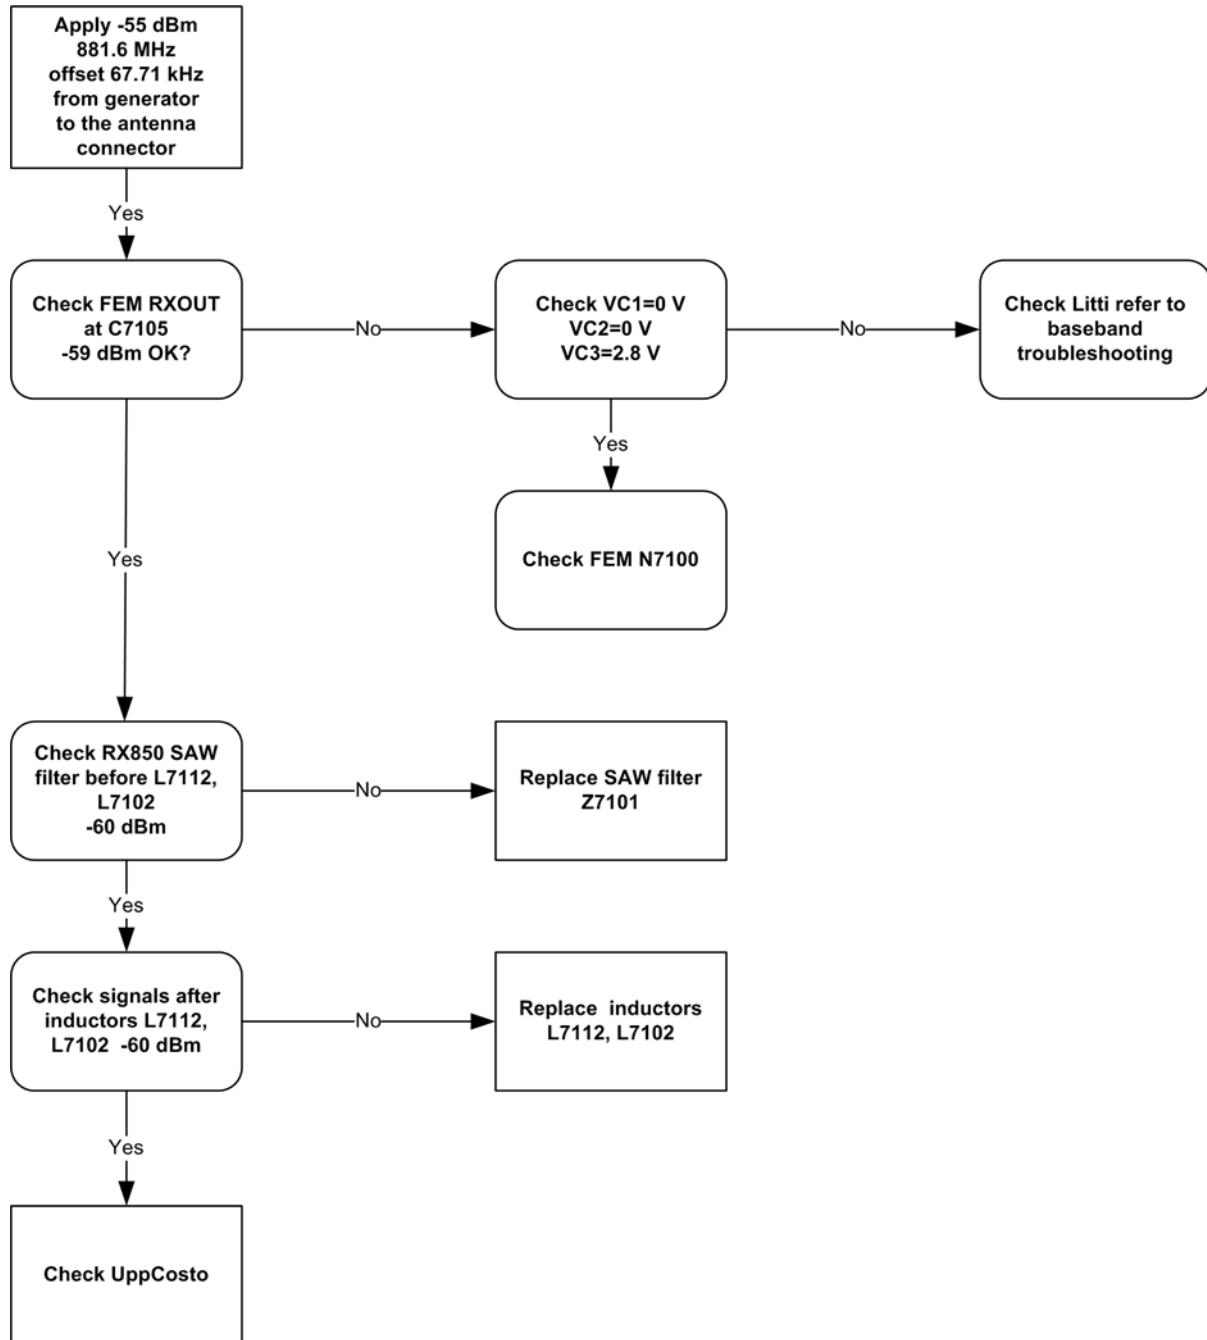 Apply -55 dBm
881.6 MHz
offset 67.71 kHz
from generator
to the antenna
connector
Yes
Check FEM RXOUT
at C7105
-59 dBm OK?
No
Check VC1=0 V
VC2=0 V
VC3=2.8 V
No
Check Litti refer to
baseband
troubleshooting
Yes
Check FEM N7100
Yes
Check RX850 SAW
filter before L7112,
L7102
-60 dBm
No
Replace SAW filter
Z7101
Yes
Check signals after
inductors L7112,
L7102 -60 dBm
No
Replace inductors
L7112, L7102
Yes
Check UppCosto